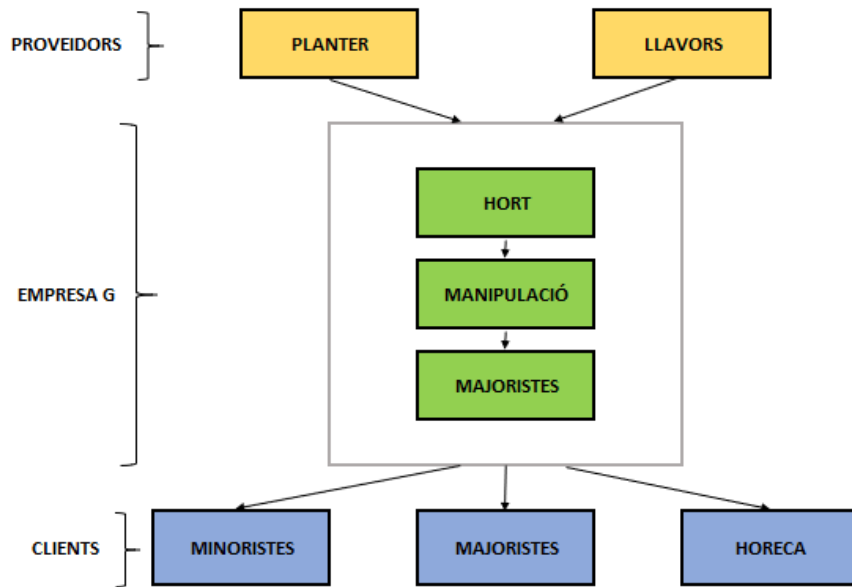 PROVEIDORS
PLANTER
LLAVORS
EMPRESA G
HORT
MANIPULACIÓ
MAJORISTES
CLIENTS
MINORISTES
MAJORISTES
HORECA